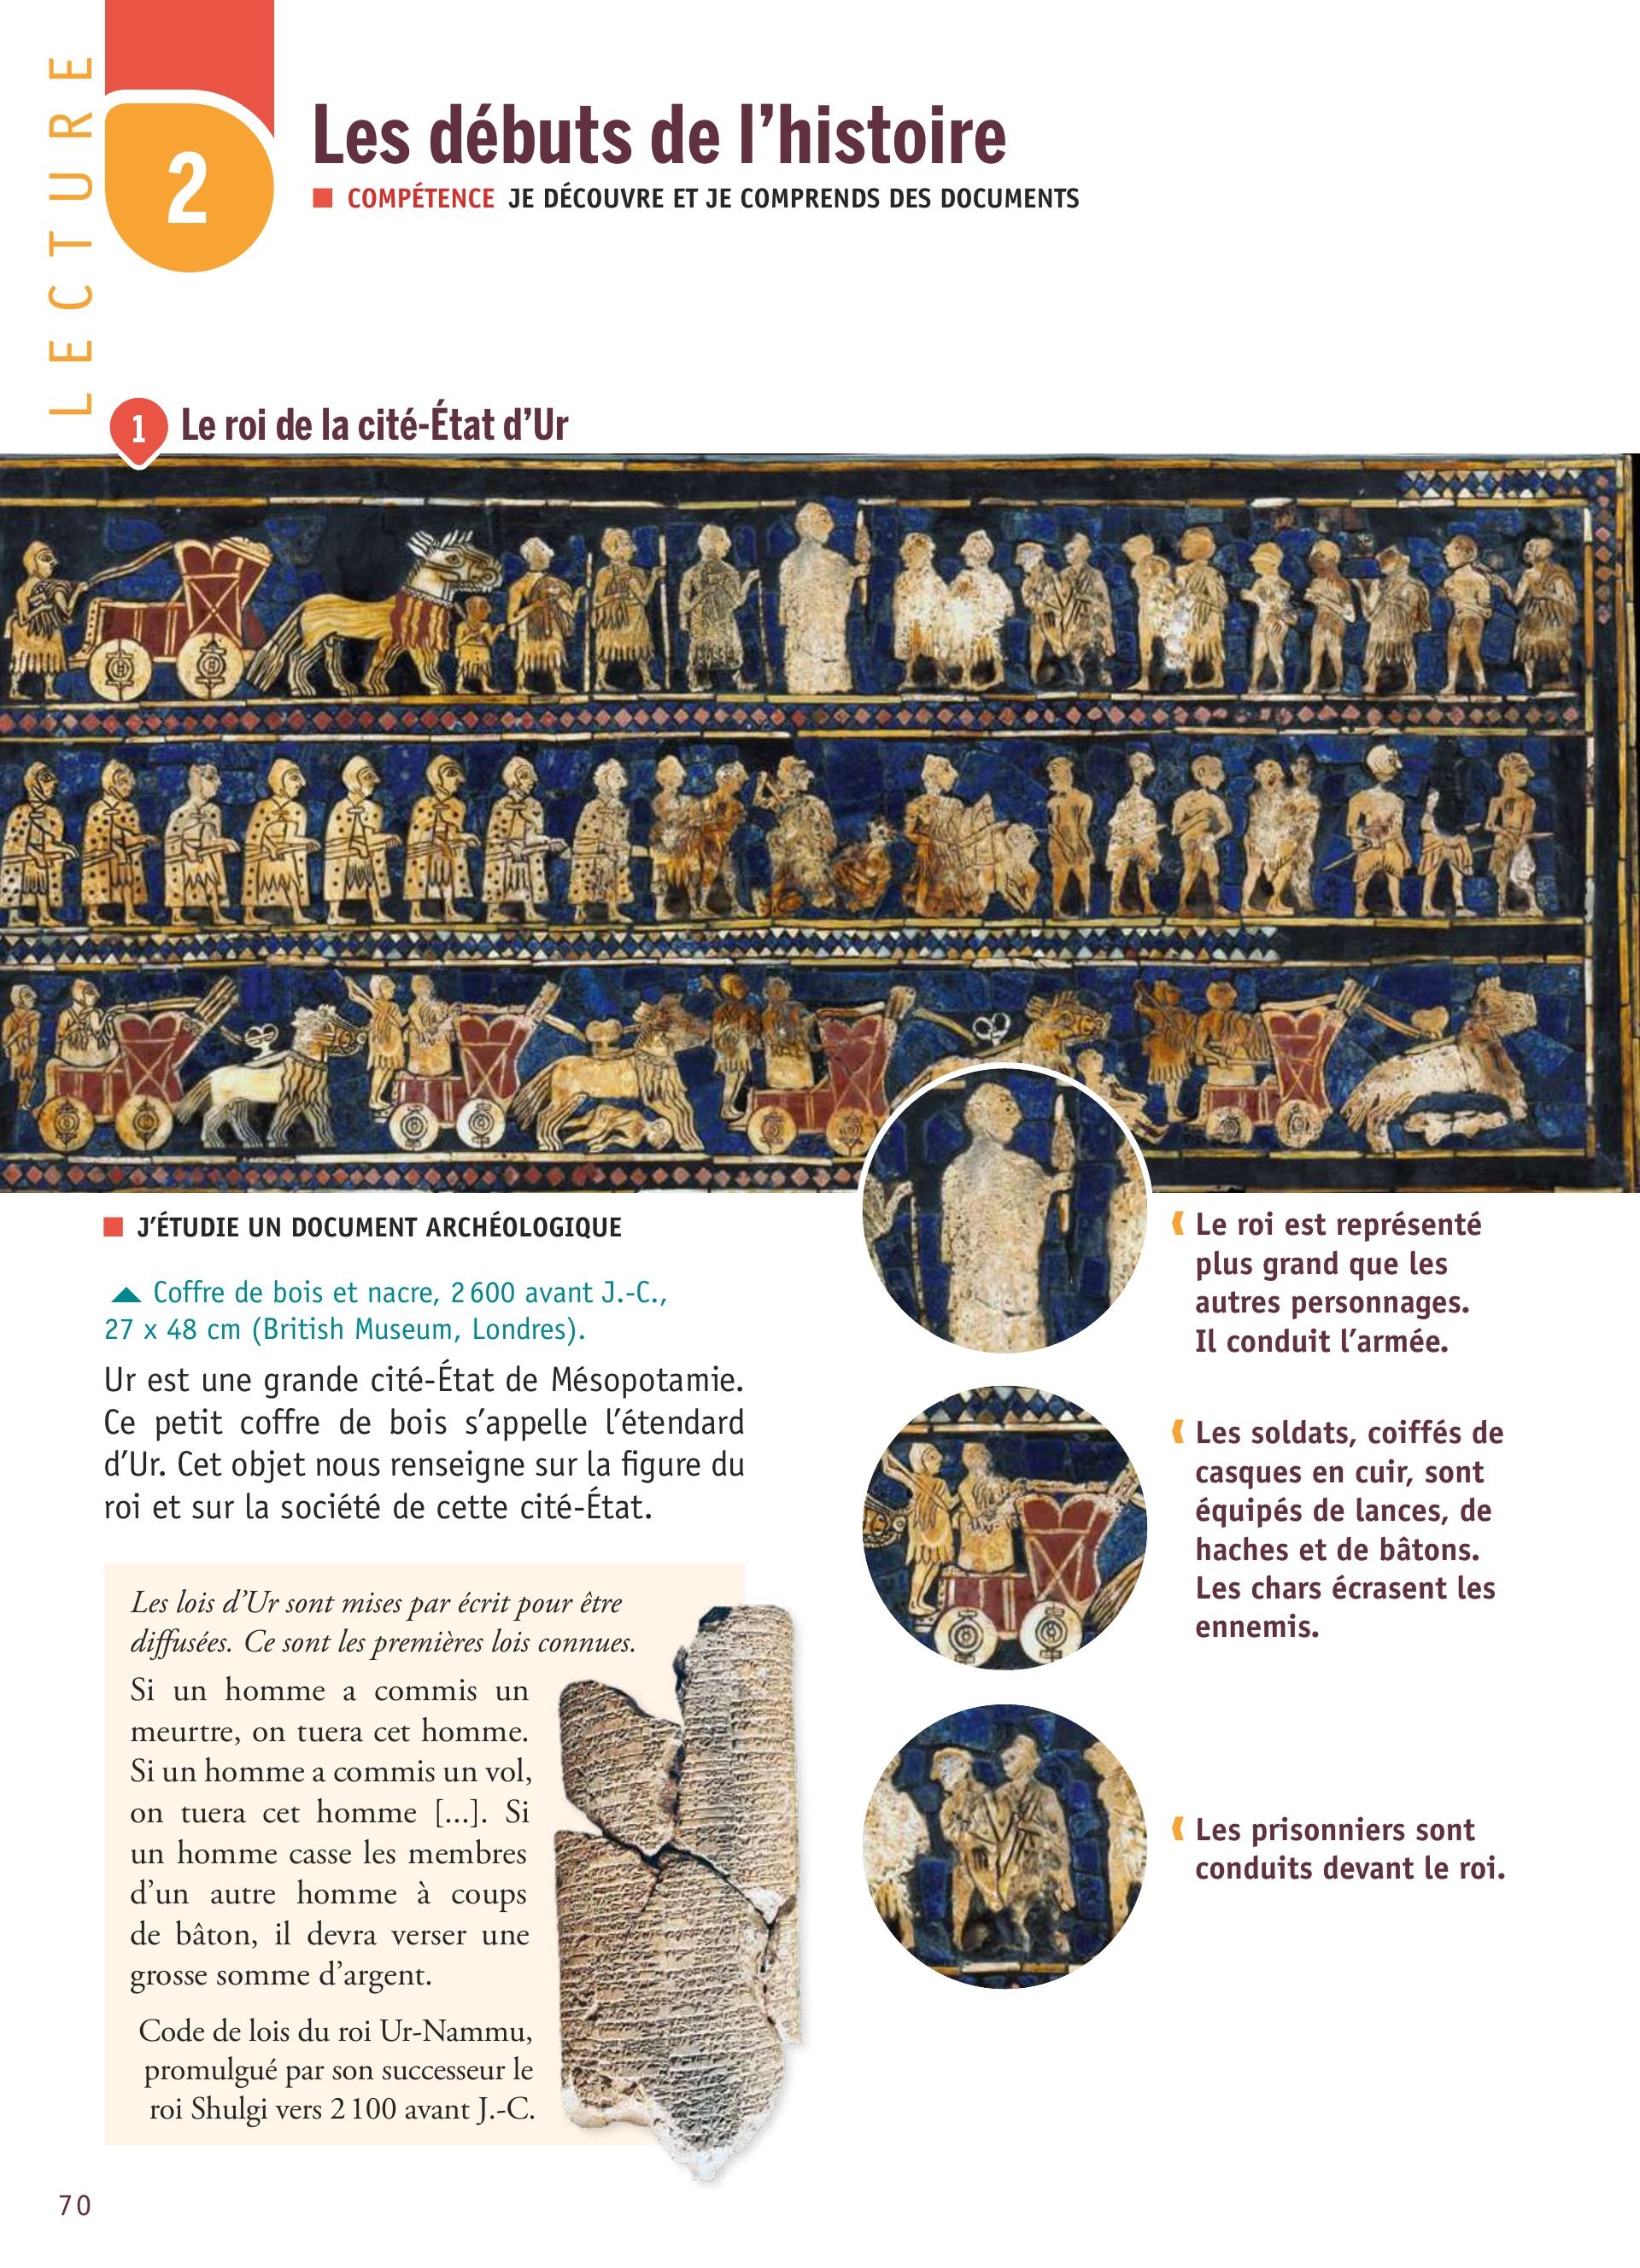 LECTURE
2
Les débuts de l’histoire
COMPÉTENCE JE DÉCOUVRE ET JE COMPRENDS DES DOCUMENTS
1 Le roi de la cité-État d’Ur
J’ÉTUDIE UN DOCUMENT ARCHÉOLOGIQUE
Coffre de bois et nacre, 2 600 avant J.-C.,
27 x 48 cm (British Museum, Londres).
Ur est une grande cité-État de Mésopotamie.
Ce petit coffre de bois s’appelle l’étendard
d’Ur. Cet objet nous renseigne sur la figure du
roi et sur la société de cette cité-État.
Les lois d’Ur sont mises par écrit pour être
diffusées. Ce sont les premières lois connues.
Si un homme a commis un
meurtre, on tuera cet homme.
Si un homme a commis un vol,
on tuera cet homme [...]. Si
un homme casse les membres
d’un autre homme à coups
de bâton, il devra verser une
grosse somme d’argent.
Code de lois du roi Ur-Nammu,
promulgué par son successeur le
roi Shulgi vers 2 100 avant J.-C.
Le roi est représenté
plus grand que les
autres personnages.
Il conduit l’armée.
Les soldats, coiffés de
casques en cuir, sont
équipés de lances, de
haches et de bâtons.
Les chars écrasent les
ennemis.
Les prisonniers sont
conduits devant le roi.
70